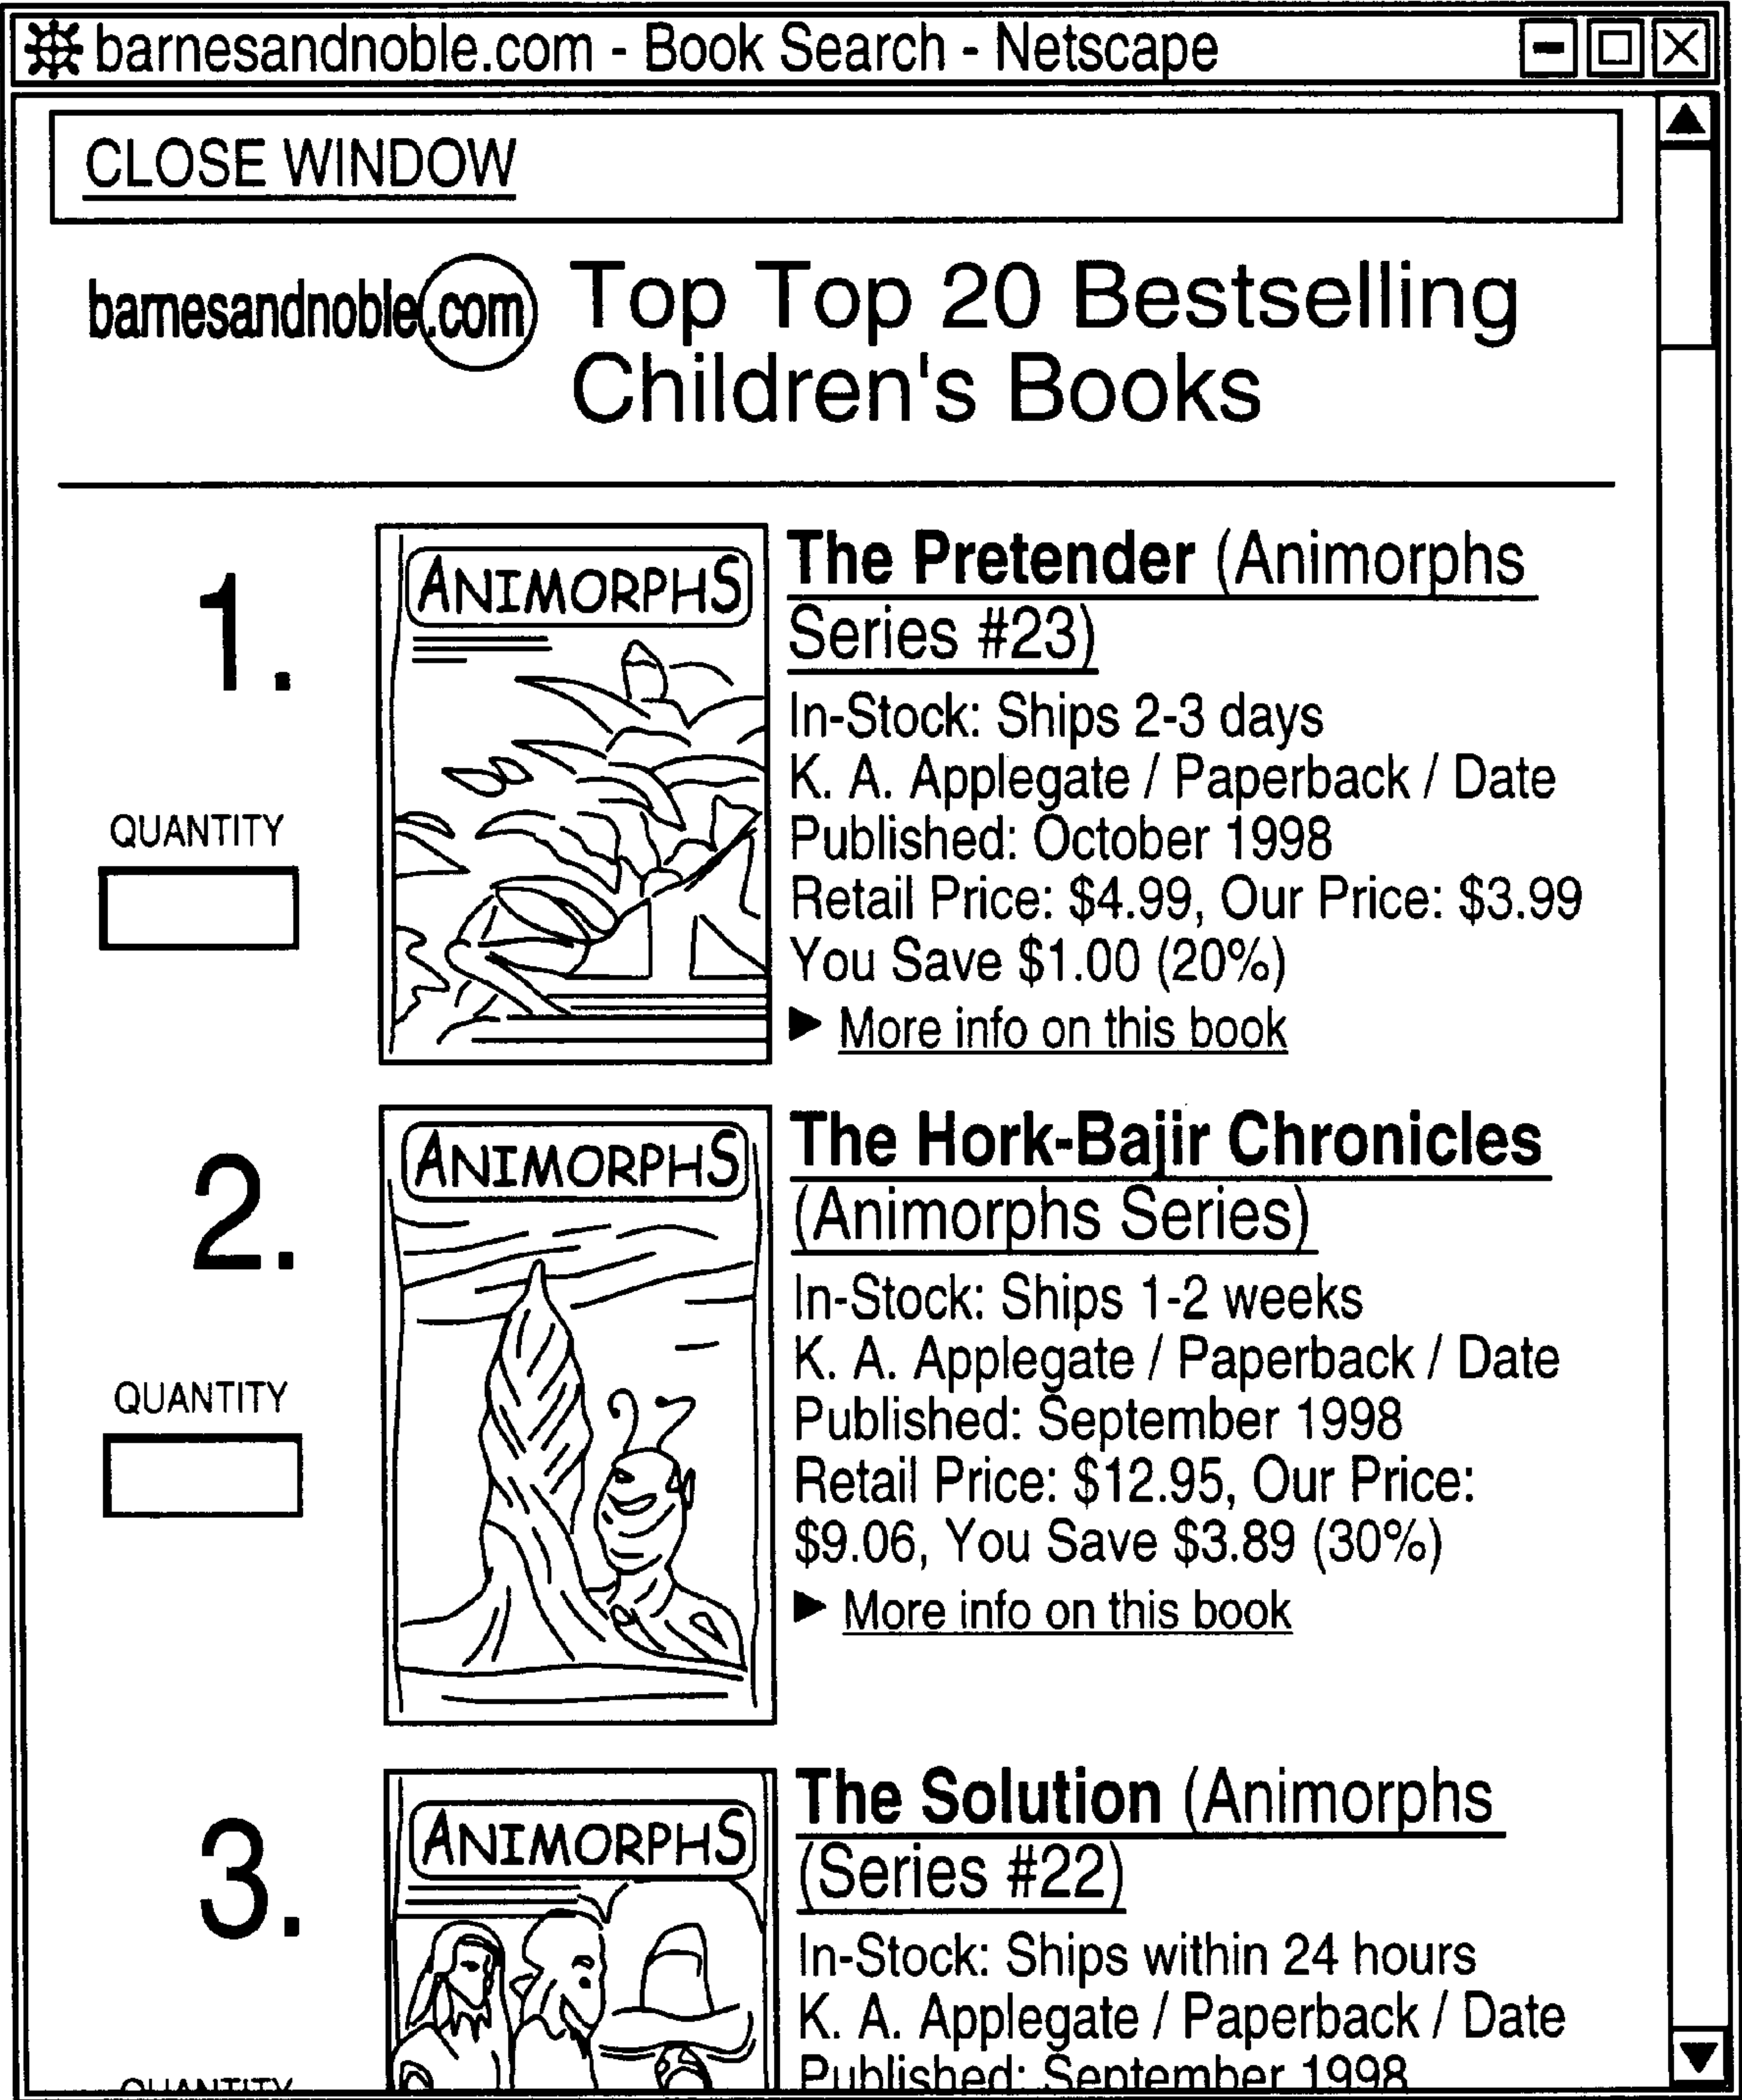 barnesandnoble.com - Book Search - Netscape
CLOSE WINDOW
barnesandnoble.com
Top Top 20 Bestselling
Children's Books
1.
QUANTITY
ANIMORPHS
The Pretender (Animorphs
Series #23)
In-Stock: Ships 2-3 days
K. A. Applegate / Paperback / Date
Published: October 1998
Retail Price: $4.99, Our Price: $3.99
You Save $1.00 (20%)
► More info on this book
2.
QUANTITY
ANIMORPHS
The Hork-Bajir Chronicles
(Animorphs Series)
In-Stock: Ships 1-2 weeks
K. A. Applegate / Paperback / Date
Published: September 1998
Retail Price: $12.95, Our Price:
$9.06, You Save $3.89 (30%)
► More info on this book
3.
QUANTITY
ANIMORPHS
The Solution (Animorphs
(Series #22)
In-Stock: Ships within 24 hours
K. A. Applegate / Paperback / Date
Published: September 1998